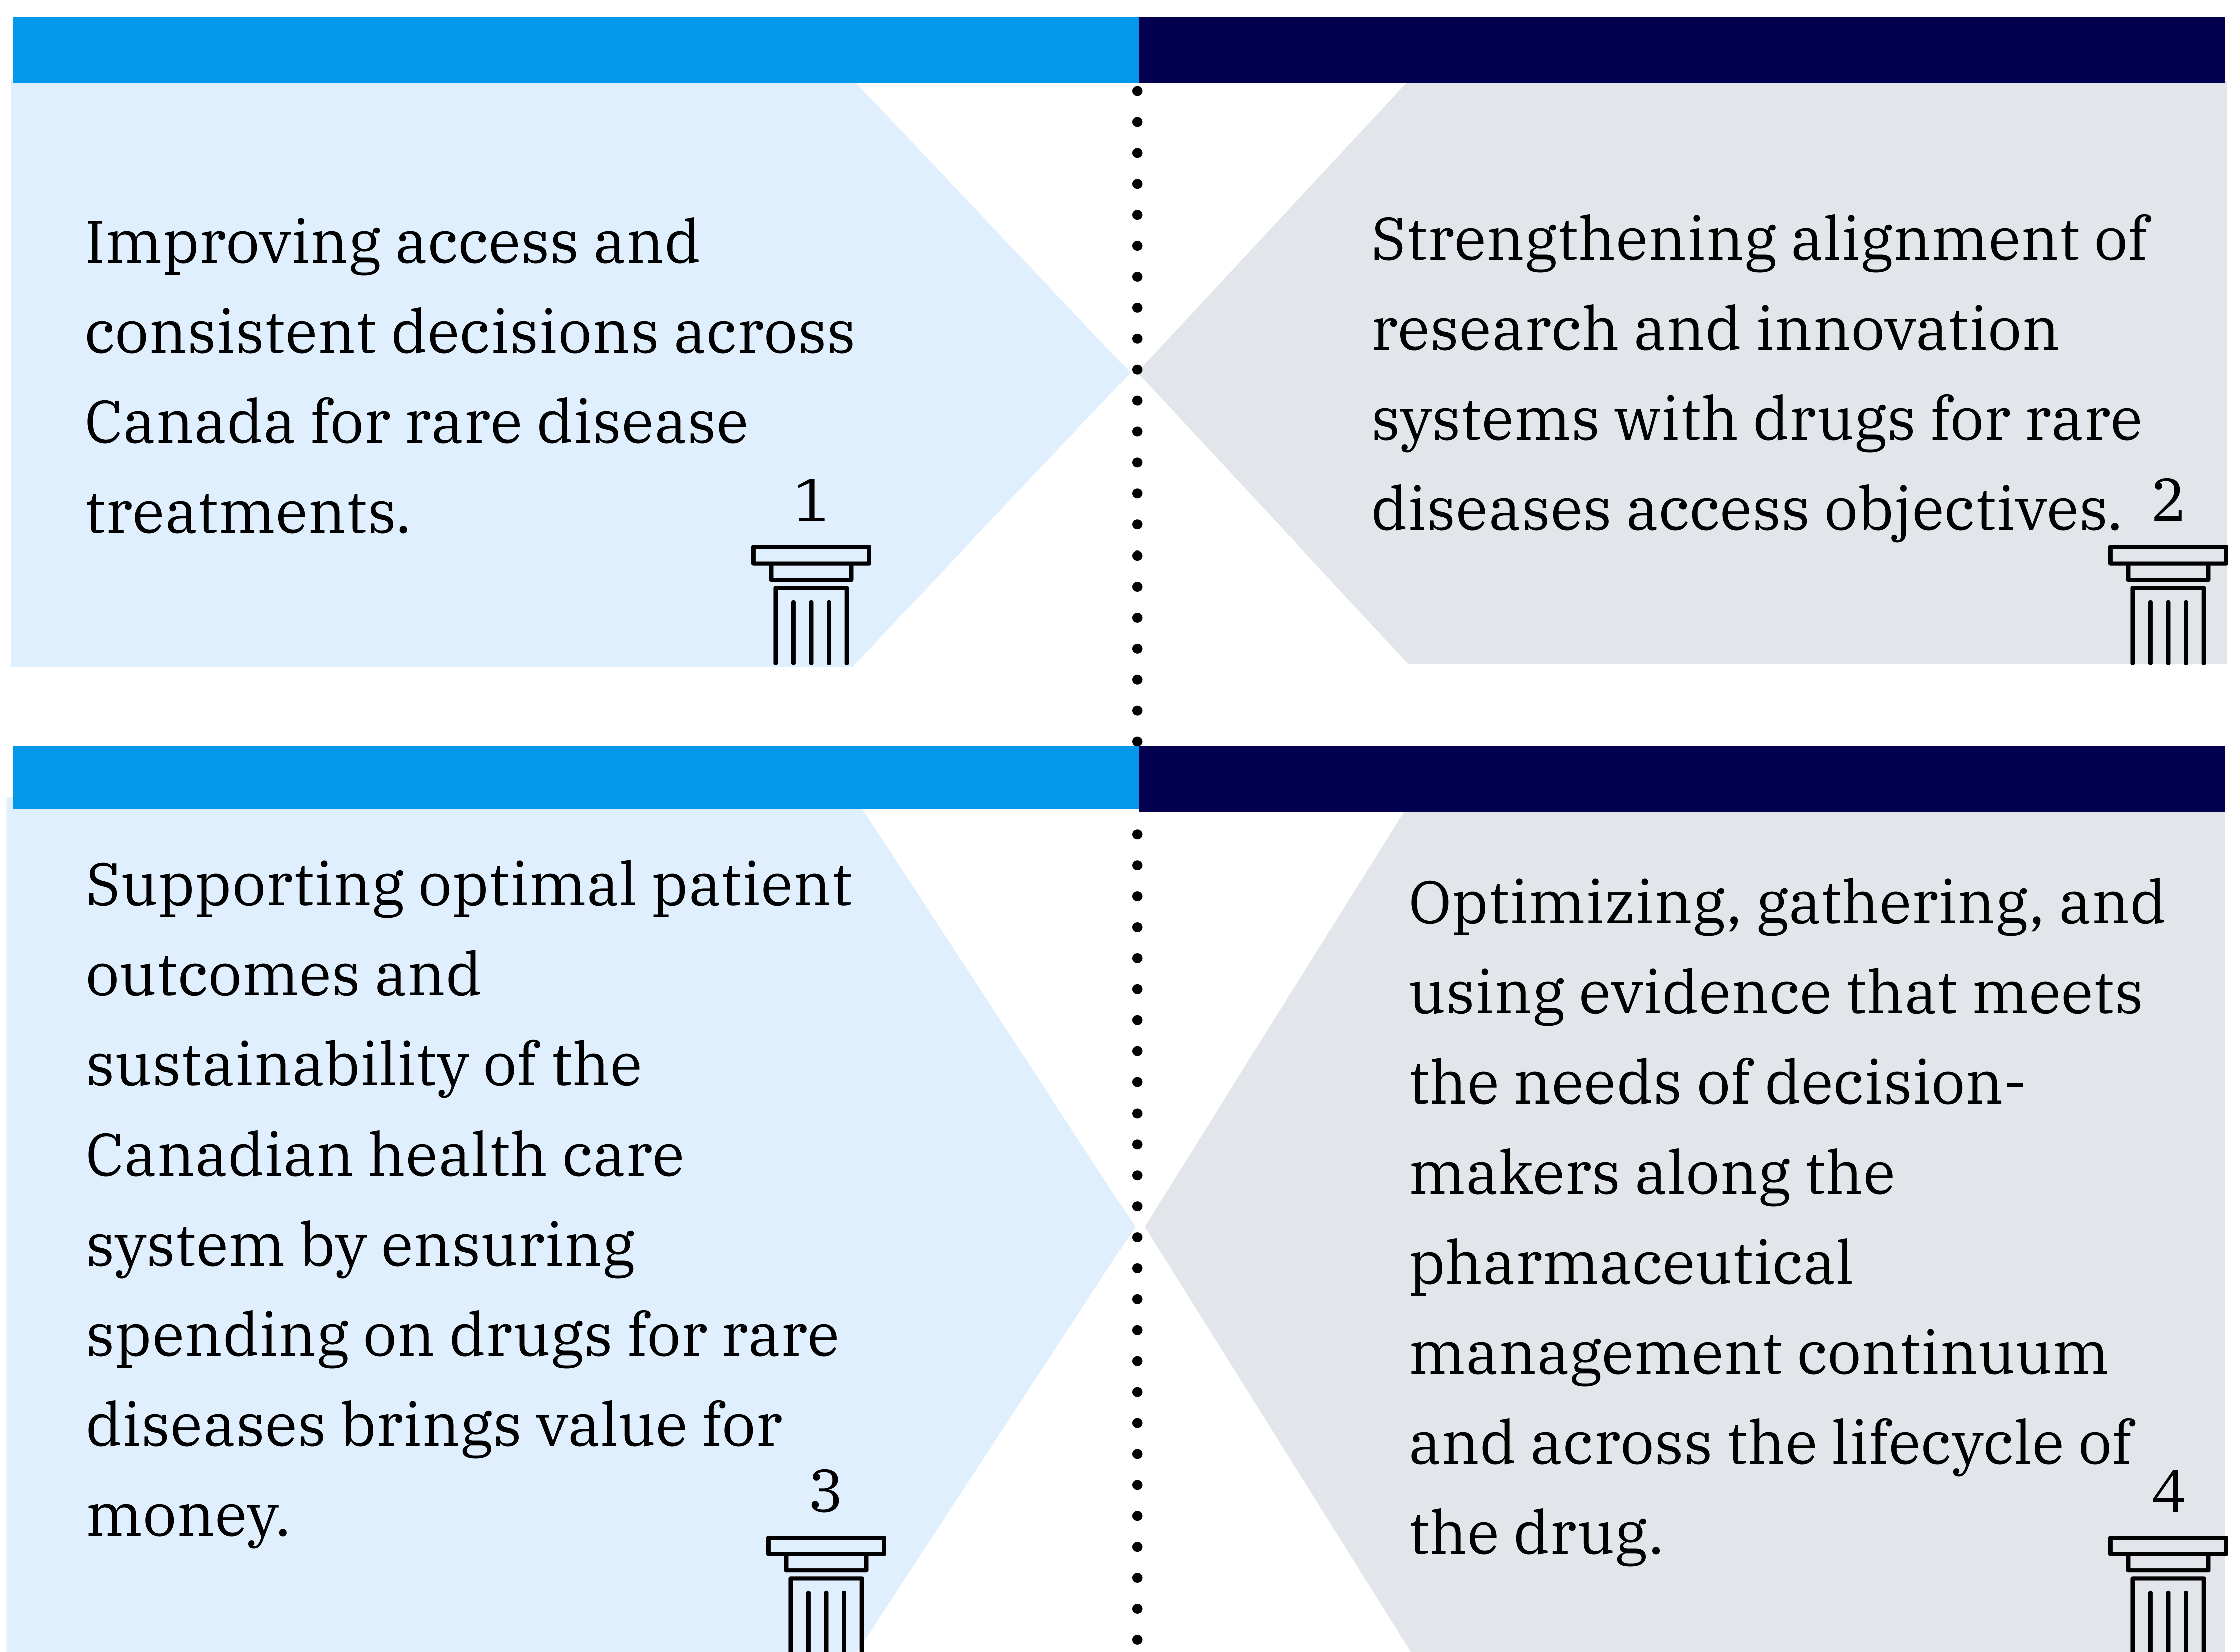 Improving access and
consistent decisions across
Canada for rare disease
treatments.
1
Strengthening alignment of
research and innovation
systems with drugs for rare
diseases access objectives.
2
Supporting optimal patient
outcomes and
sustainability of the
Canadian health care
system by ensuring
spending on drugs for rare
diseases brings value for
money.
3
Optimizing, gathering, and
using evidence that meets
the needs of decision-
makers along the
pharmaceutical
management continuum
and across the lifecycle of
the drug.
4